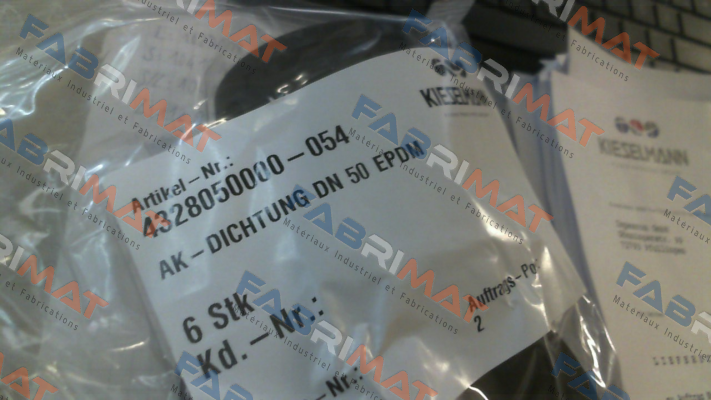 KIESELMANN
Artikel-Nr.:
4328050000-054
AK-DICHTUNG DN 50 EPDM
6 Stk
Auftrags-Po
2
Kd.-Nr.:
-Nr.:
KIESELMANN
FABRIMAT
Materiaux Industriel et Fabrications